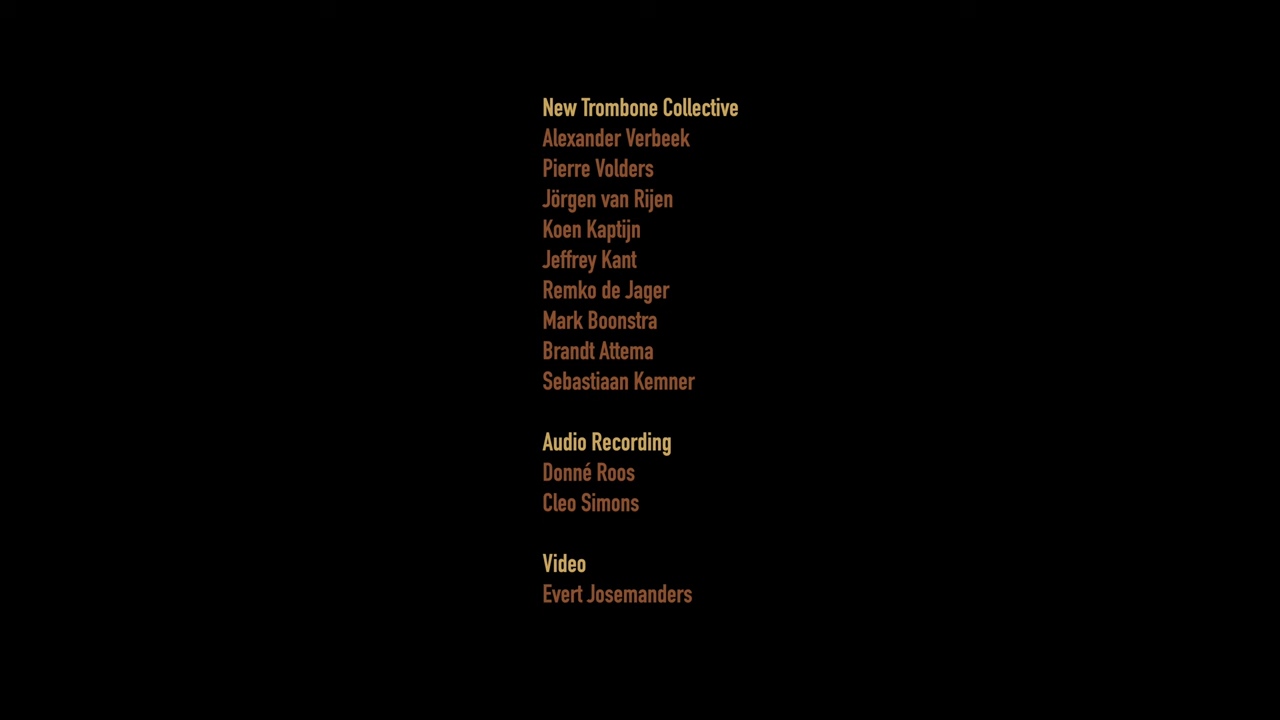 New Trombone Collective
Alexander Verbeek
Pierre Volders
Jörgen van Rijen
Koen Kaptijn
Jeffrey Kant
Remko de Jager
Mark Boonstra
Brandt Attema
Sebastiaan Kemner
Audio Recording
Donné Roos
Cleo Simons
Video
Evert Josemanders